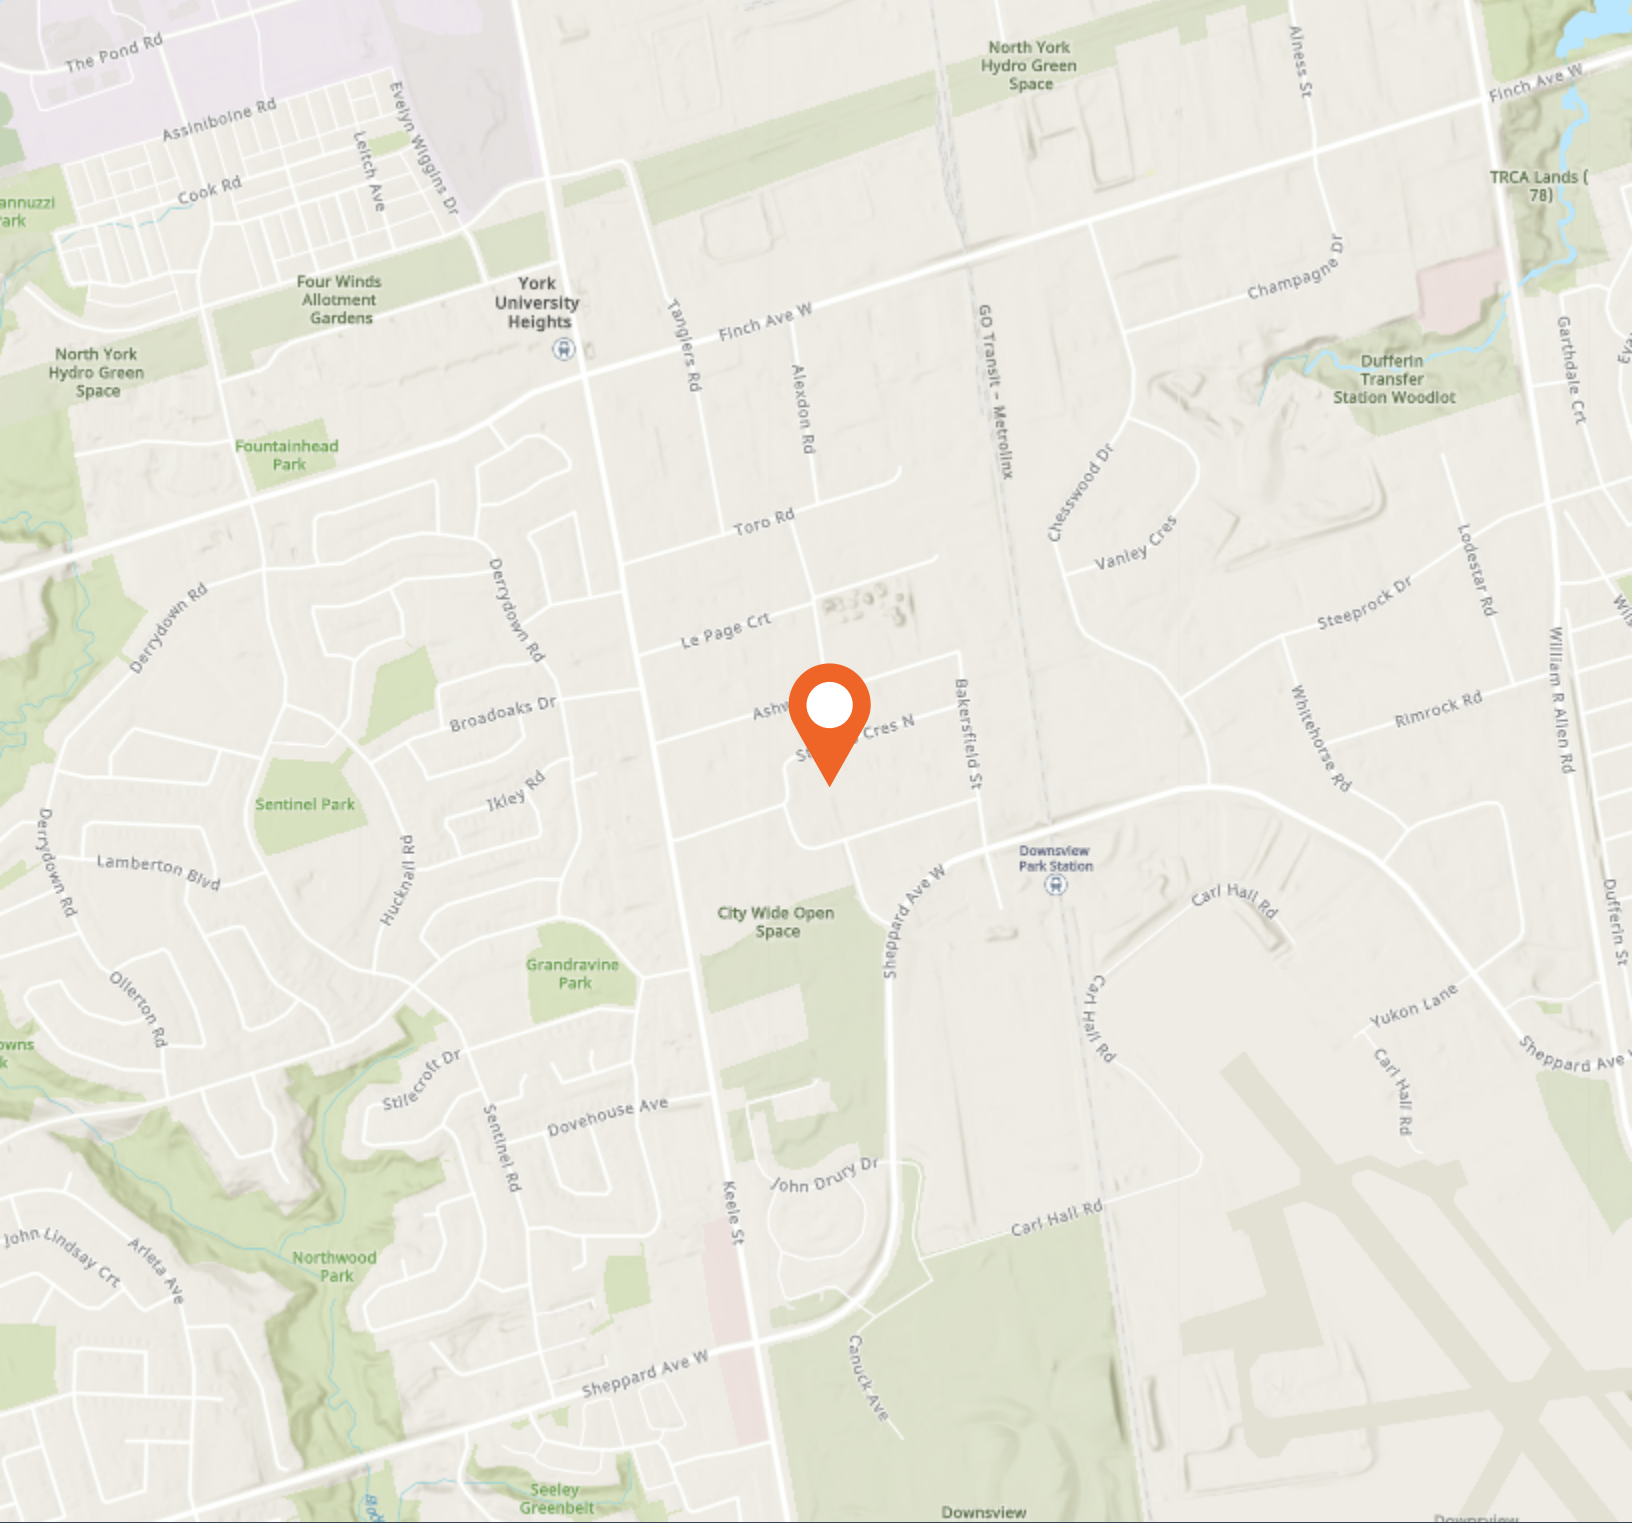 The Pond Rd
North York
Hydro Green
Space
Alness St
Finch Ave W
Assiniboine Rd
Evelyn Wiggins Dr
Leitch Ave
Cook Rd
annuzzi
ark
TRCA Lands (
78)
Four Winds
Allotment
Gardens
York
University
Heights
Champagne Dr
Tangiers Rd
Finch Ave W
GO Transit - Metrolinx
Garthdale Crt
North York
Hydro Green
Space
Dufferin
Transfer
Station Woodlot
Alexdon Rd
Fountainhead
Park
Chesswood Dr
Toro Rd
Vanley Cres
Lodestar Rd
Derrydown Rd
Derrydown Rd
Steeprock Dr
Le Page Crt
William R Allen Rd
Broadoaks Dr
Ashw
Cres N
Bakersfield St
Whitehorse Rd
Rimrock Rd
Sentinel Park
Ikley Rd
Derrydown Rd
Lamberton Blvd
Hucknall Rd
Downsview
Park Station
City Wide Open
Space
Sheppard Ave W
Carl Hall Rd
Dufferin St
Grandravine
Park
Ollerton Rd
Carl Hall Rd
Yukon Lane
owns
k
Stilecroft Dr
Sheppard Ave
Carl Hall Rd
Sentinel Rd
Dovehouse Ave
John Drury Dr
Keele St
Carl Hall Rd
John Lindsay Crt
Arleta Ave
Northwood
Park
Sheppard Ave W
Canuck Ave
Seeley
Greenbelt
Downsview